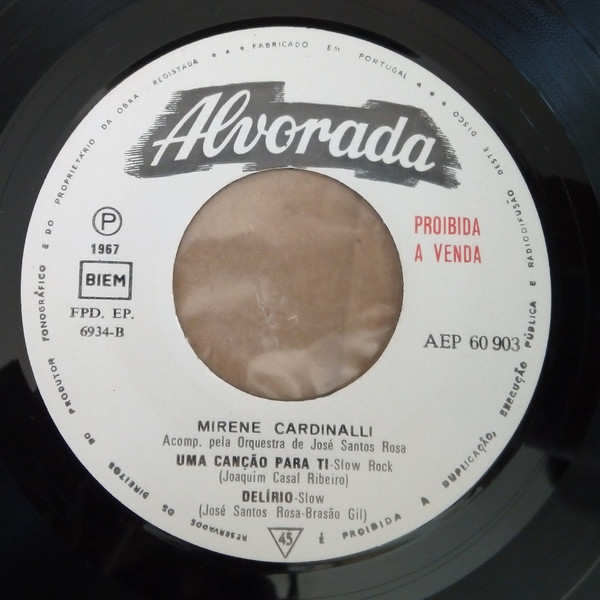 RESERVADOS OS DIREITOS DO PRODUTOR FONOGRÁFICO E DO PROPRIETÁRIO DA OBRA REGISTADA * * * FABRICADO EM PORTUGAL * * * É PROIBIDA A DUPLICAÇÃO, EXECUÇÃO PÚBLICA E RADIODIFUSÃO DESTE DISCO
Alvorada
P
1967
BIEM
FPD. EP.
6934-B
PROIBIDA
A VENDA
AEP 60 903
MIRENE CARDINALLI
Acomp. pela Orquestra de José Santos Rosa
UMA CANÇÃO PARA TI-Slow Rock
(Joaquim Casal Ribeiro)
DELÍRIO-Slow
(José Santos Rosa-Brasão Gil)
45